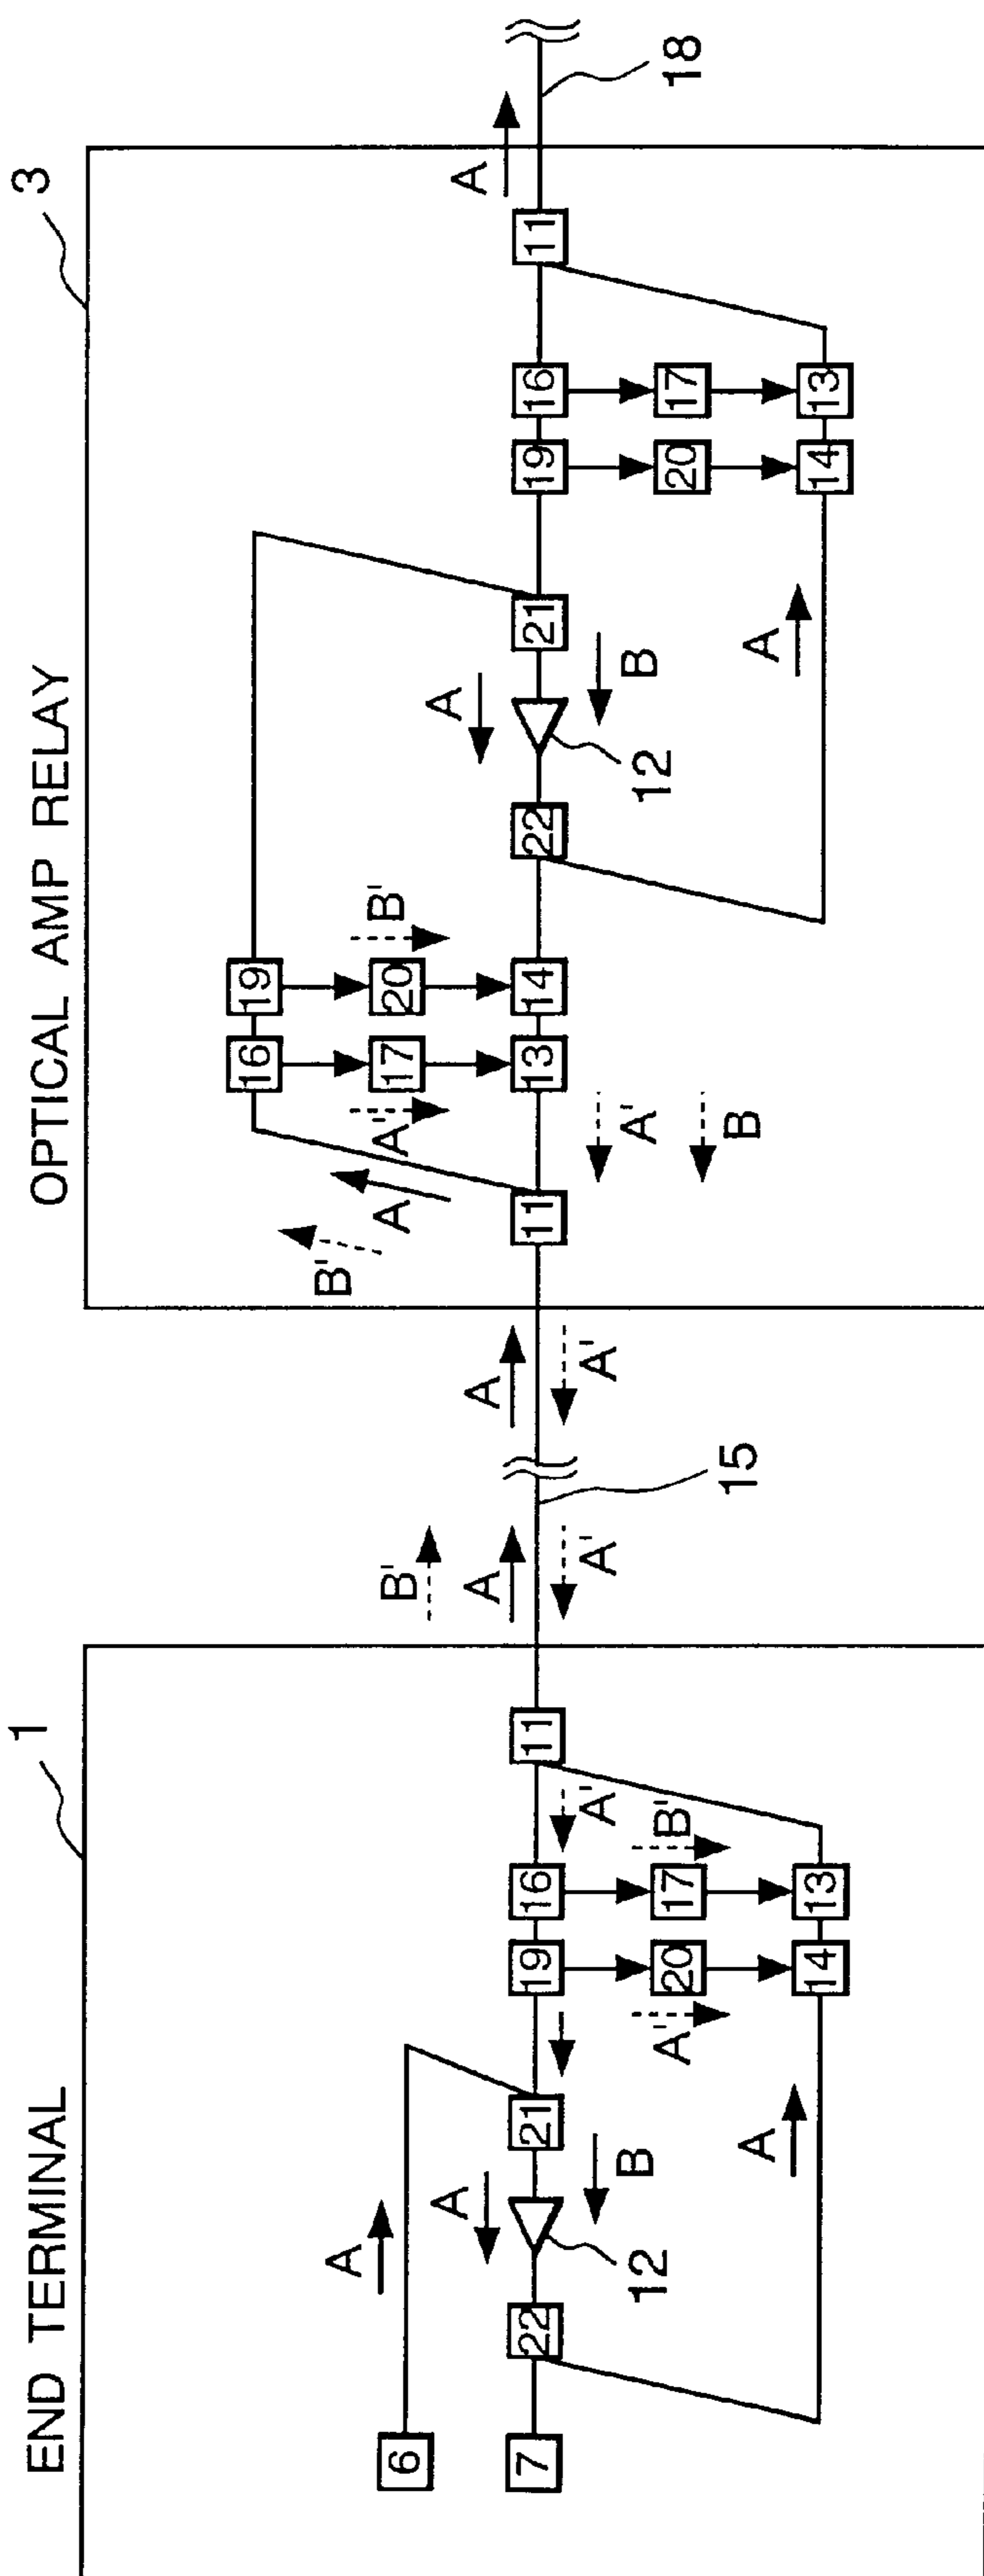 END TERMINAL
1
OPTICAL AMP RELAY
3
6
7
A
22
12
A
B
21
A
19
16
A'
11
20
17
A'
B'
14
13
B'
A
A'
15
A
A'
11
B'
A
A'
B
16
19
A'
17
20
B'
13
14
22
12
A
B
21
A
19
16
20
17
14
13
11
A
18